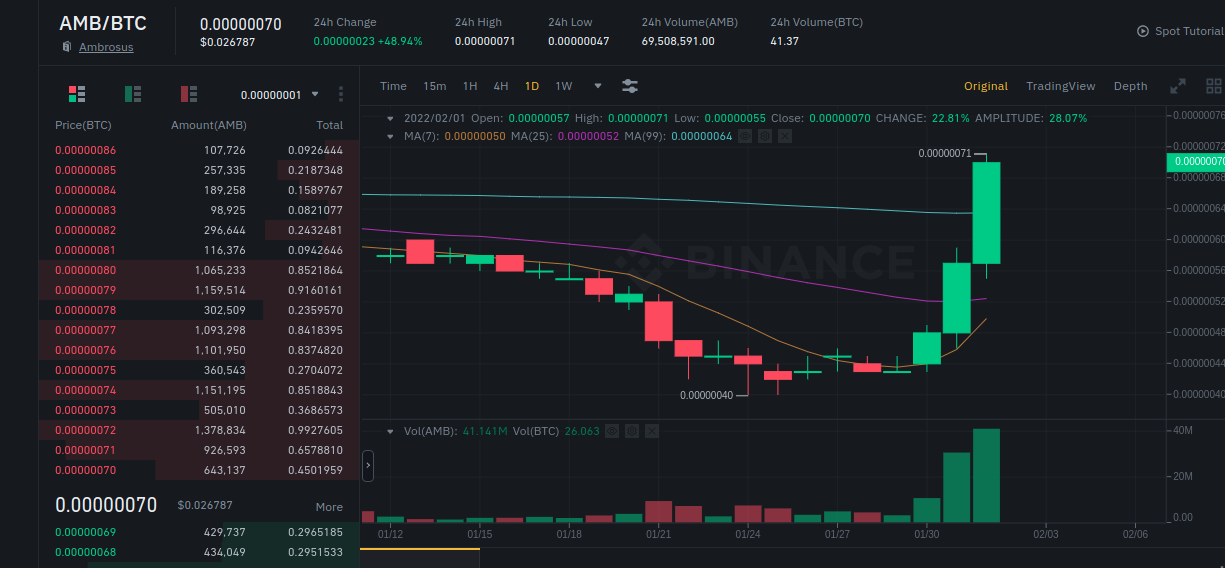 AMB/BTC
Ambrosus
0.00000070
$0.026787
24h Change
0.00000023 +48.94%
24h High
0.00000071
24h Low
0.00000047
24h Volume(AMB)
69,508,591.00
24h Volume(BTC)
41.37
Spot Tutorial
0.00000001
Price(BTC) Amount(AMB) Total
0.00000086 107,726 0.0926444
0.00000085 257,335 0.2187348
0.00000084 189,258 0.1589767
0.00000083 98,925 0.0821077
0.00000082 296,644 0.2432481
0.00000081 116,376 0.0942646
0.00000080 1,065,233 0.8521864
0.00000079 1,159,514 0.9160161
0.00000078 302,509 0.2359570
0.00000077 1,093,298 0.8418395
0.00000076 1,101,950 0.8374820
0.00000075 360,543 0.2704072
0.00000074 1,151,195 0.8518843
0.00000073 505,010 0.3686573
0.00000072 1,378,834 0.9927605
0.00000071 926,593 0.6578810
0.00000070 643,137 0.4501959
0.00000070 $0.026787 More
0.00000069 429,737 0.2965185
0.00000068 434,049 0.2951533
Time 15m 1H 4H 1D 1W
Original TradingView Depth
2022/02/01 Open: 0.00000057 High: 0.00000071 Low: 0.00000055 Close: 0.00000070 CHANGE: 22.81% AMPLITUDE: 28.07%
MA(7): 0.00000050 MA(25): 0.00000052 MA(99): 0.00000064
0.00000071
BINANCE
0.00000040
0.00000076
0.00000072
0.00000070
0.00000068
0.00000064
0.00000060
0.00000056
0.00000052
0.00000048
0.00000044
0.00000040
Vol(AMB): 41.141M Vol(BTC) 26.063
40M
20M
0.00
01/12 01/15 01/18 01/21 01/24 01/27 01/30 02/03 02/06